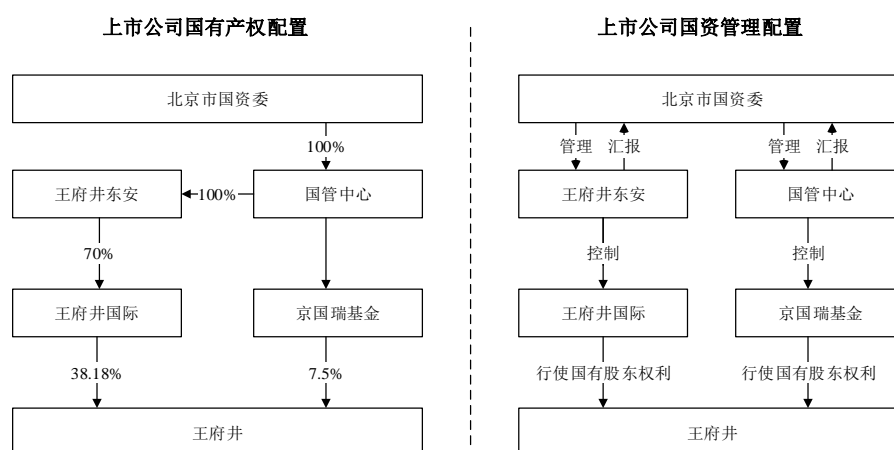 上市公司国有产权配置
北京市国资委
100%
王府井东安
100%
国管中心
70%
王府井国际
京国瑞基金
38.18%
7.5%
王府井
上市公司国资管理配置
北京市国资委
管理
汇报
管理
汇报
王府井东安
国管中心
控制
控制
王府井国际
京国瑞基金
行使国有股东权利
行使国有股东权利
王府井